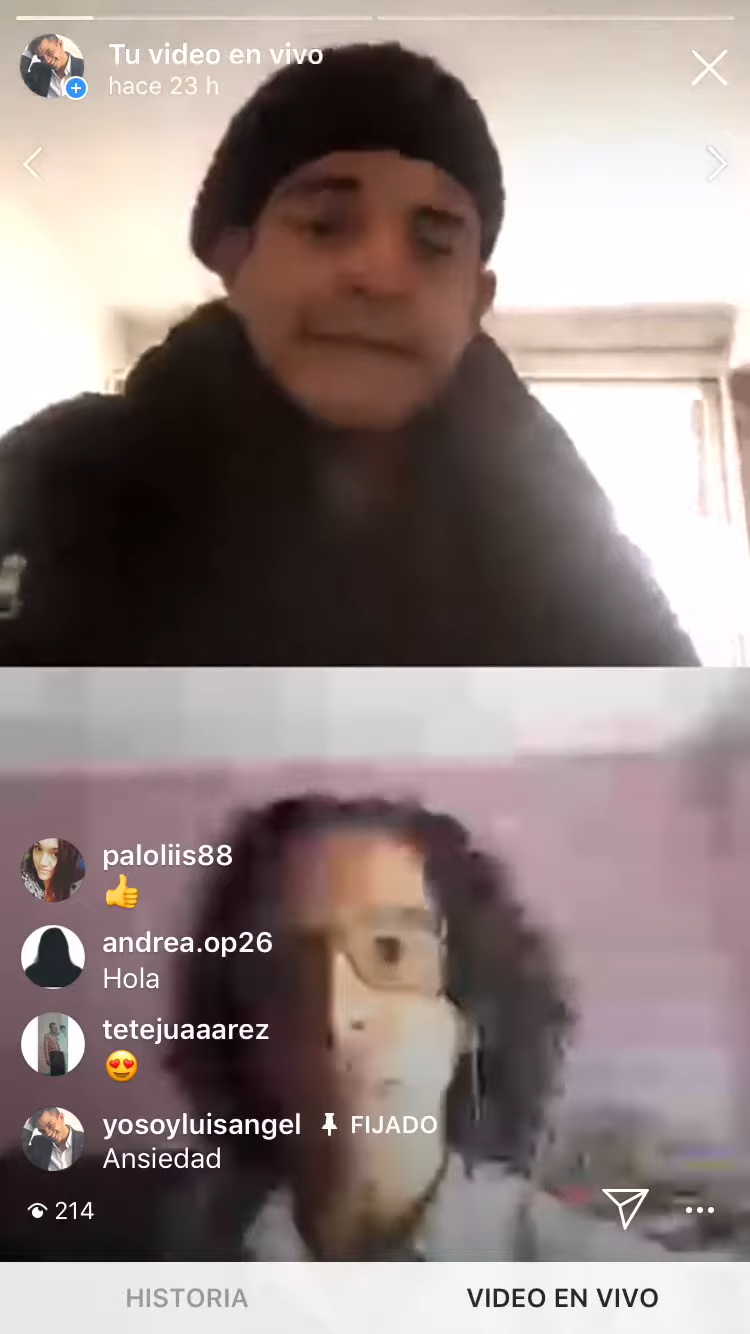 Tu video en vivo
hace 23 h
paloliis88
👍
andrea.op26
Hola
tetejuaaarez
😍
yosoyluisangel FIJADO
Ansiedad
214
HISTORIA
VIDEO EN VIVO